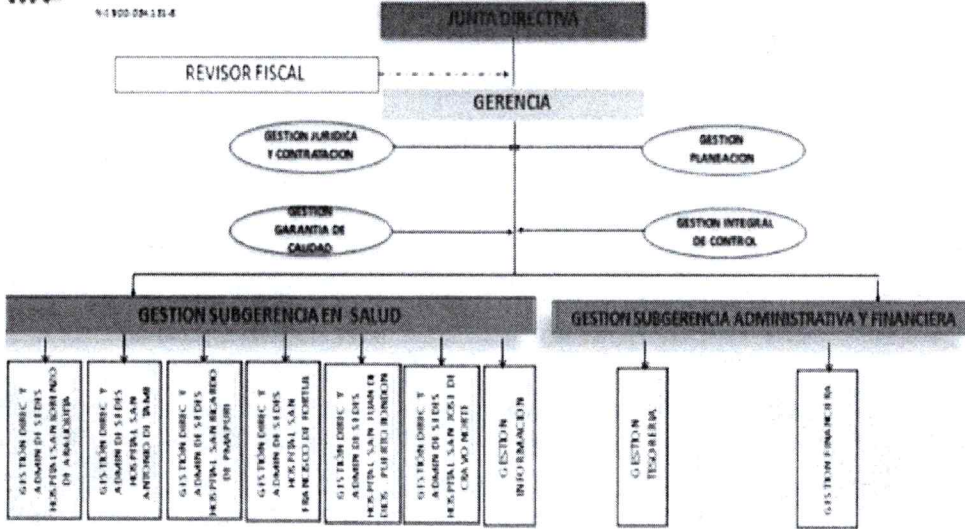 JUNTA DIRECTIVA
REVISOR FISCAL
GERENCIA
GESTION JURIDICA
Y CONTRATACION
GESTION
PLANEACION
GESTION
GARANTIA DE
CALIDAD
GESTION INTEGRAL
DE CONTROL
GESTION SUBGERENCIA EN SALUD
GESTION SUBGERENCIA ADMINISTRATIVA Y FINANCIERA
GESTIÓN DIREC Y
ADMIN DE SEDES
HOSPITAL SAN LORENZO
DE ARAUQUITA
GESTIÓN DIREC Y
ADMIN DE SEDES
HOSPITAL SAN
ANTONIO DE TAME
GESTIÓN DIREC Y
ADMIN DE SEDES
HOSPITAL SAN RICARDO
DE PAMPURI
GESTIÓN DIREC Y
ADMIN DE SEDES
HOSPITAL SAN
FRANCISCO DE FORTUL
GESTIÓN DIREC Y
ADMIN DE SEDES
HOSPITAL SAN JUAN DE
DIOS PUERTO RONDON
GESTIÓN DIREC Y
ADMIN DE SEDES
HOSPITAL SAN JOSE DE
CRAVO NORTE
GESTION
INFORMACION
GESTION
TESORERIA
GESTION FINANCIERA